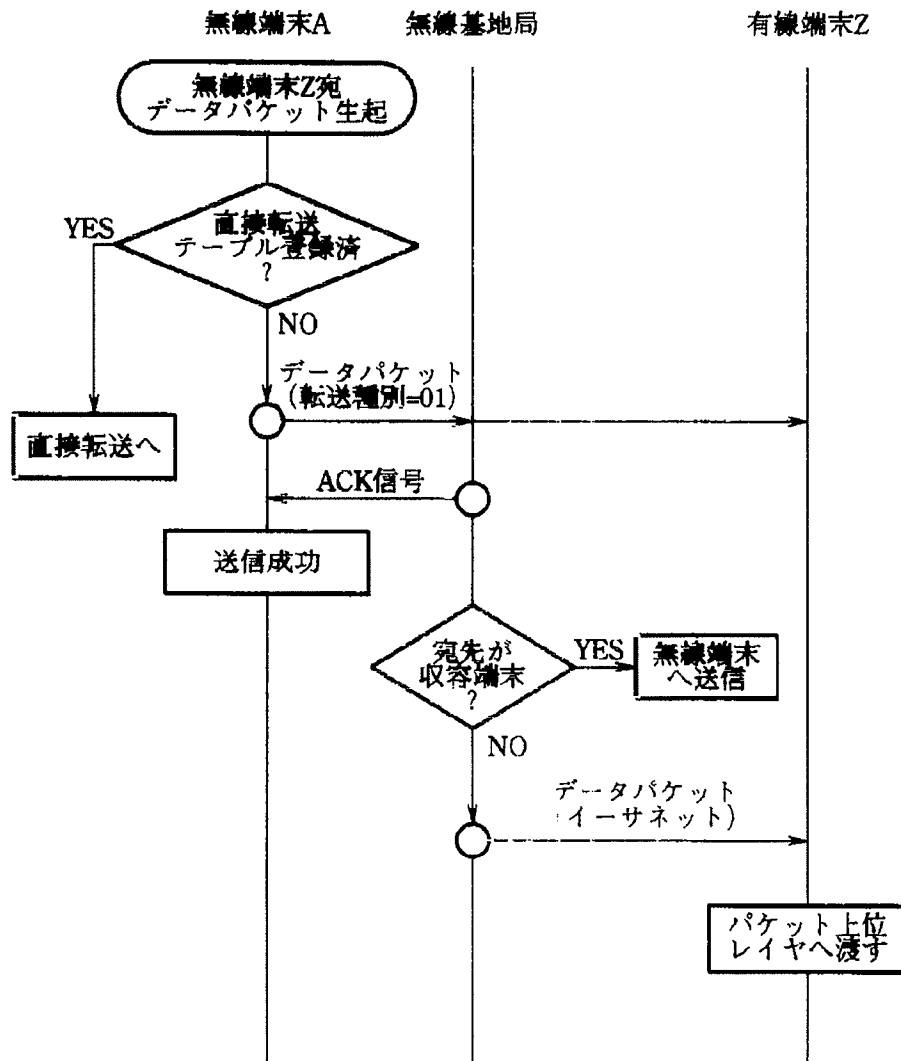 無線端末A
無線基地局
有線端末Z
無線端末Z宛
データパケット生起
直接転送
テーブル登録済
?
YES
NO
データパケット
(転送種別=01)
直接転送へ
ACK信号
送信成功
宛先が
収容端末
?
YES
無線端末
へ送信
NO
データパケット
(イーサネット)
パケット上位
レイヤへ渡す